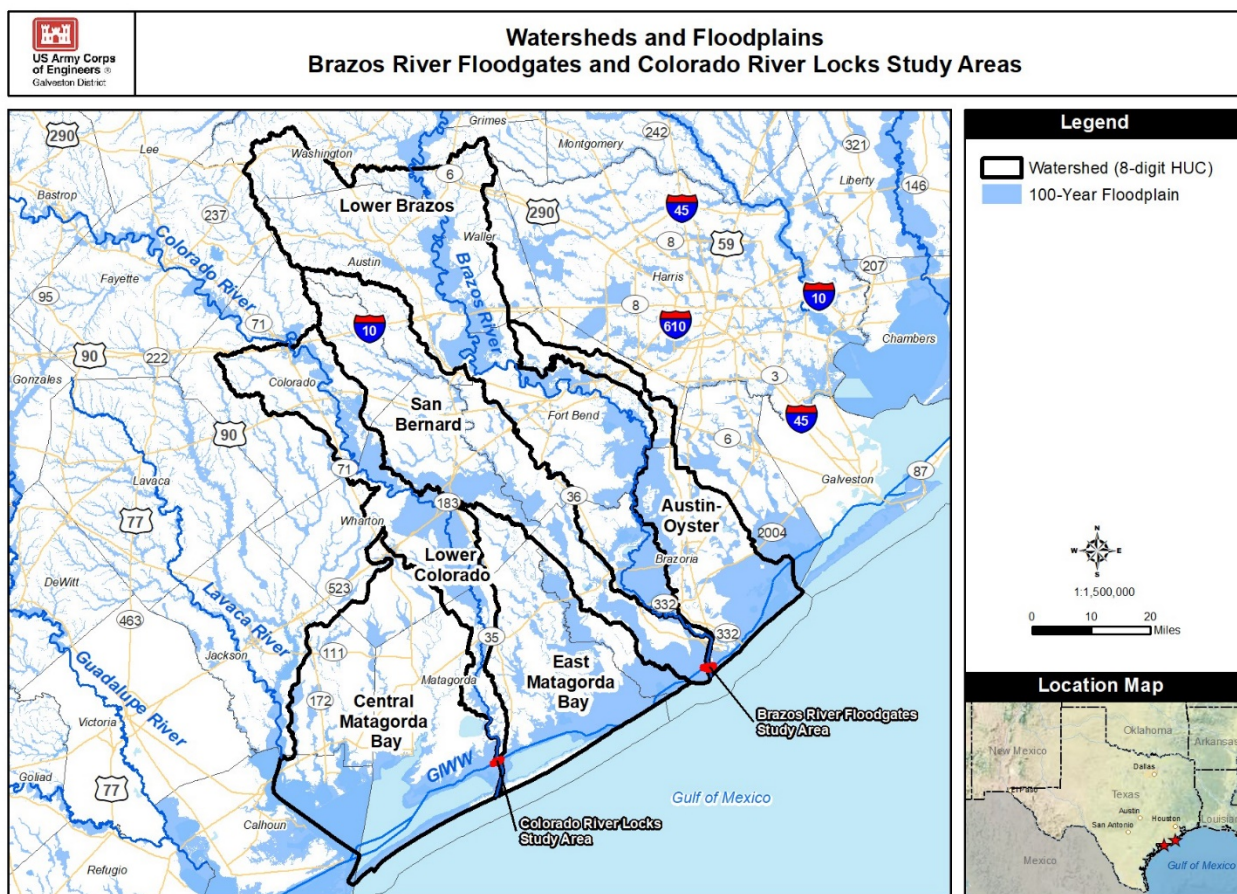 US Army Corps
of Engineers ®
Galveston District
Watersheds and Floodplains
Brazos River Floodgates and Colorado River Locks Study Areas
290
Lee
Washington
Grimes
Montgomery
242
321
Liberty
146
Bastrop
237
6
Lower Brazos
290
45
Waller
8
59
207
Colorado River
Austin
Brazos River
Harris
Fayette
95
71
10
8
610
10
Chambers
90
222
Gonzales
Colorado
3
San
Bernard
Fort Bend
45
90
6
71
87
Lavaca
183
36
Galveston
77
Wharton
Austin-
Oyster
2004
Lower
Colorado
Brazoria
DeWitt
523
332
463
Lavaca River
332
35
Jackson
111
Matagorda
East
Matagorda
Bay
Guadalupe River
172
Central
Matagorda
Bay
Victoria
Brazos River Floodgates
Study Area
GIWW
Goliad
77
Gulf of Mexico
Calhoun
Colorado River Locks
Study Area
Refugio
Legend
Watershed (8-digit HUC)
100-Year Floodplain
N
W
E
S
1:1,500,000
0
10
20
Miles
Location Map
Oklahoma
New Mexico
Arkansas
Dallas
El Paso
Texas
Austin
Houston
San Antonio
Louisiana
Mexico
Gulf of Mexico